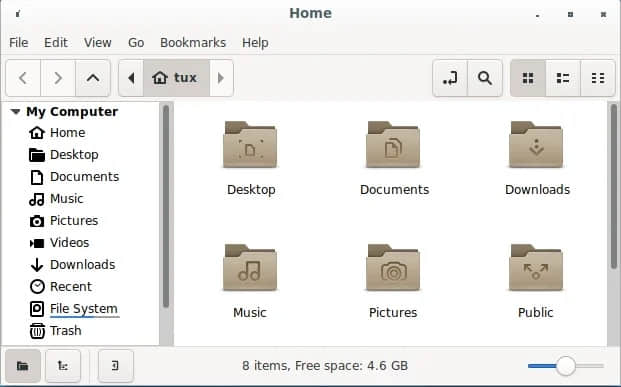 Home
File Edit View Go Bookmarks Help
tux
My Computer
Home
Desktop
Documents
Music
Pictures
Videos
Downloads
Recent
File System
Trash
Desktop Documents Downloads
Music Pictures Public
8 items, Free space: 4.6 GB